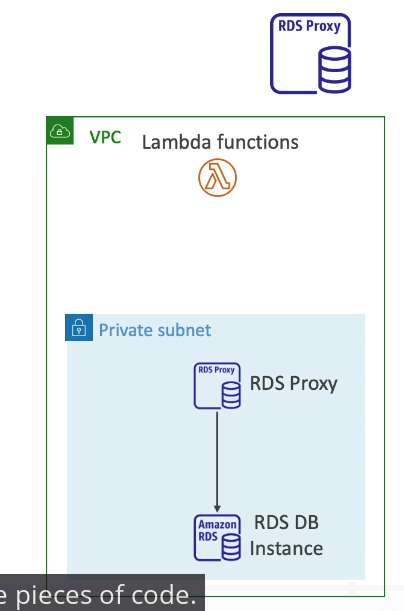 RDS Proxy
VPC
Lambda functions
Private subnet
RDS Proxy
RDS Proxy
Amazon
RDS
RDS DB
Instance
e pieces of code.